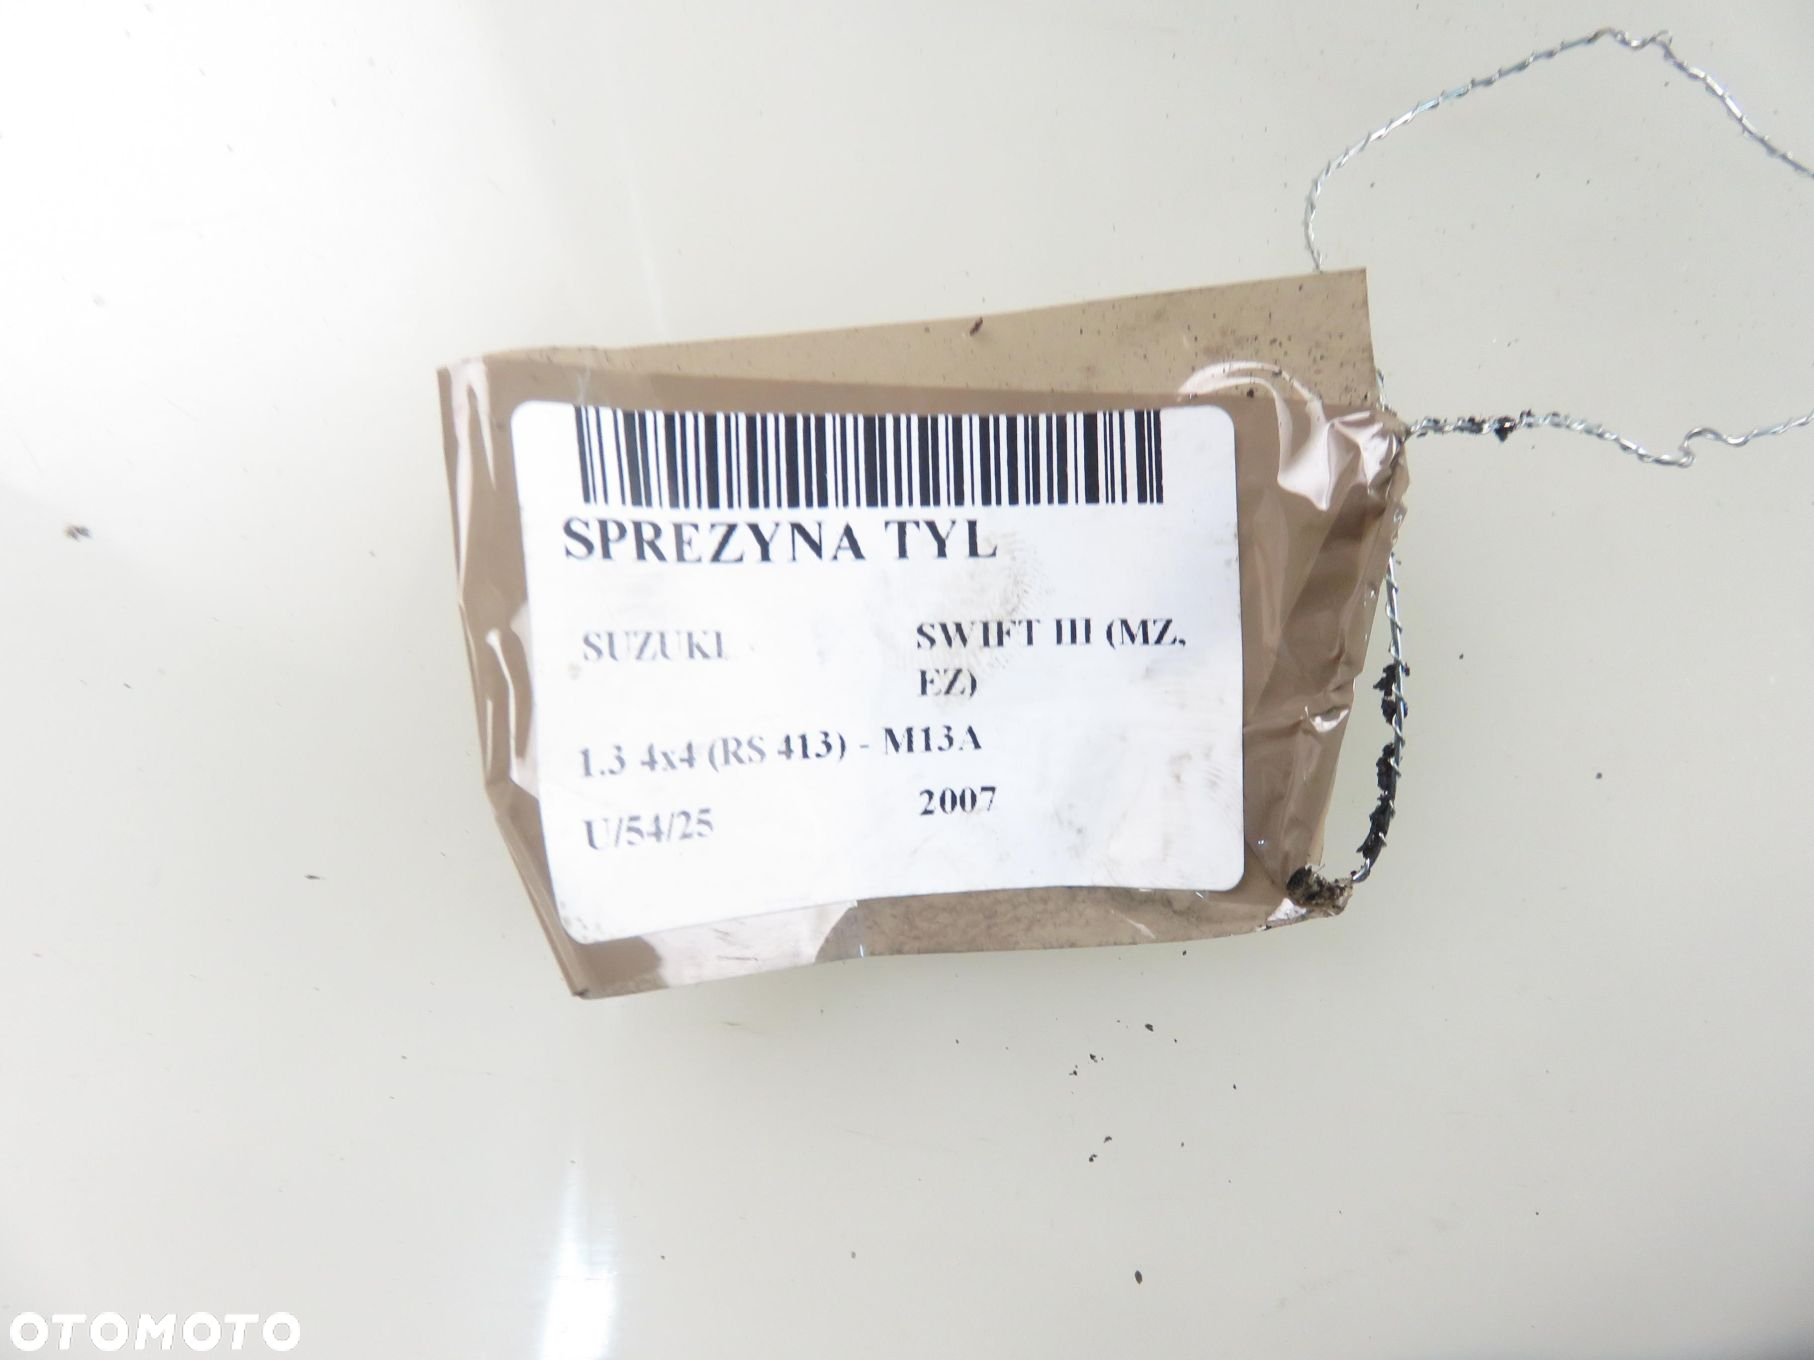 SPREZYNA TYL
SUZUKI SWIFT III (MZ,
EZ)
1.3 4x4 (RS 413) - M13A
U/54/25 2007
OTOMOTO